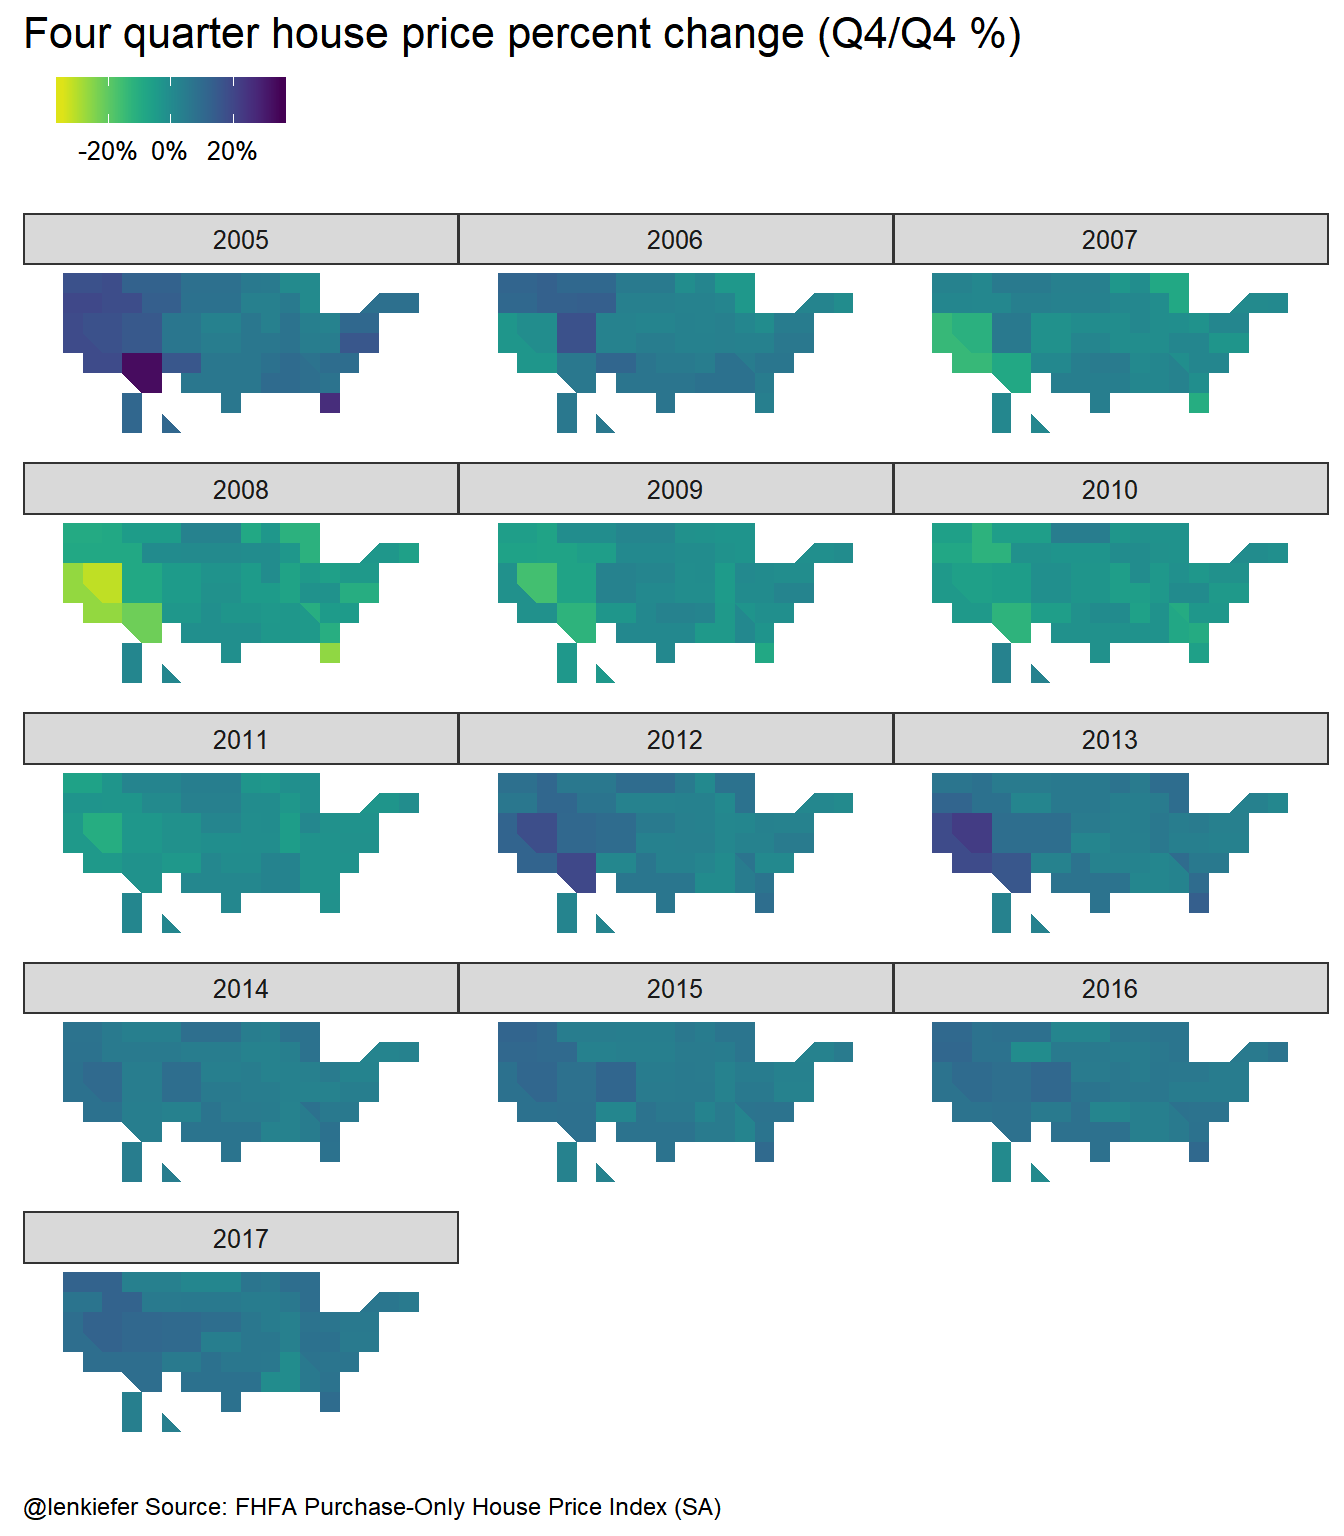 Four quarter house price percent change (Q4/Q4 %)
-20% 0% 20%
2005 2006 2007
2008 2009 2010
2011 2012 2013
2014 2015 2016
2017
@lenkiefer Source: FHFA Purchase-Only House Price Index (SA)